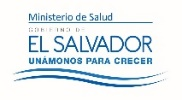 Ministerio de Salud
GOBIERNO DE
EL SALVADOR
UNÁMONOS PARA CRECER